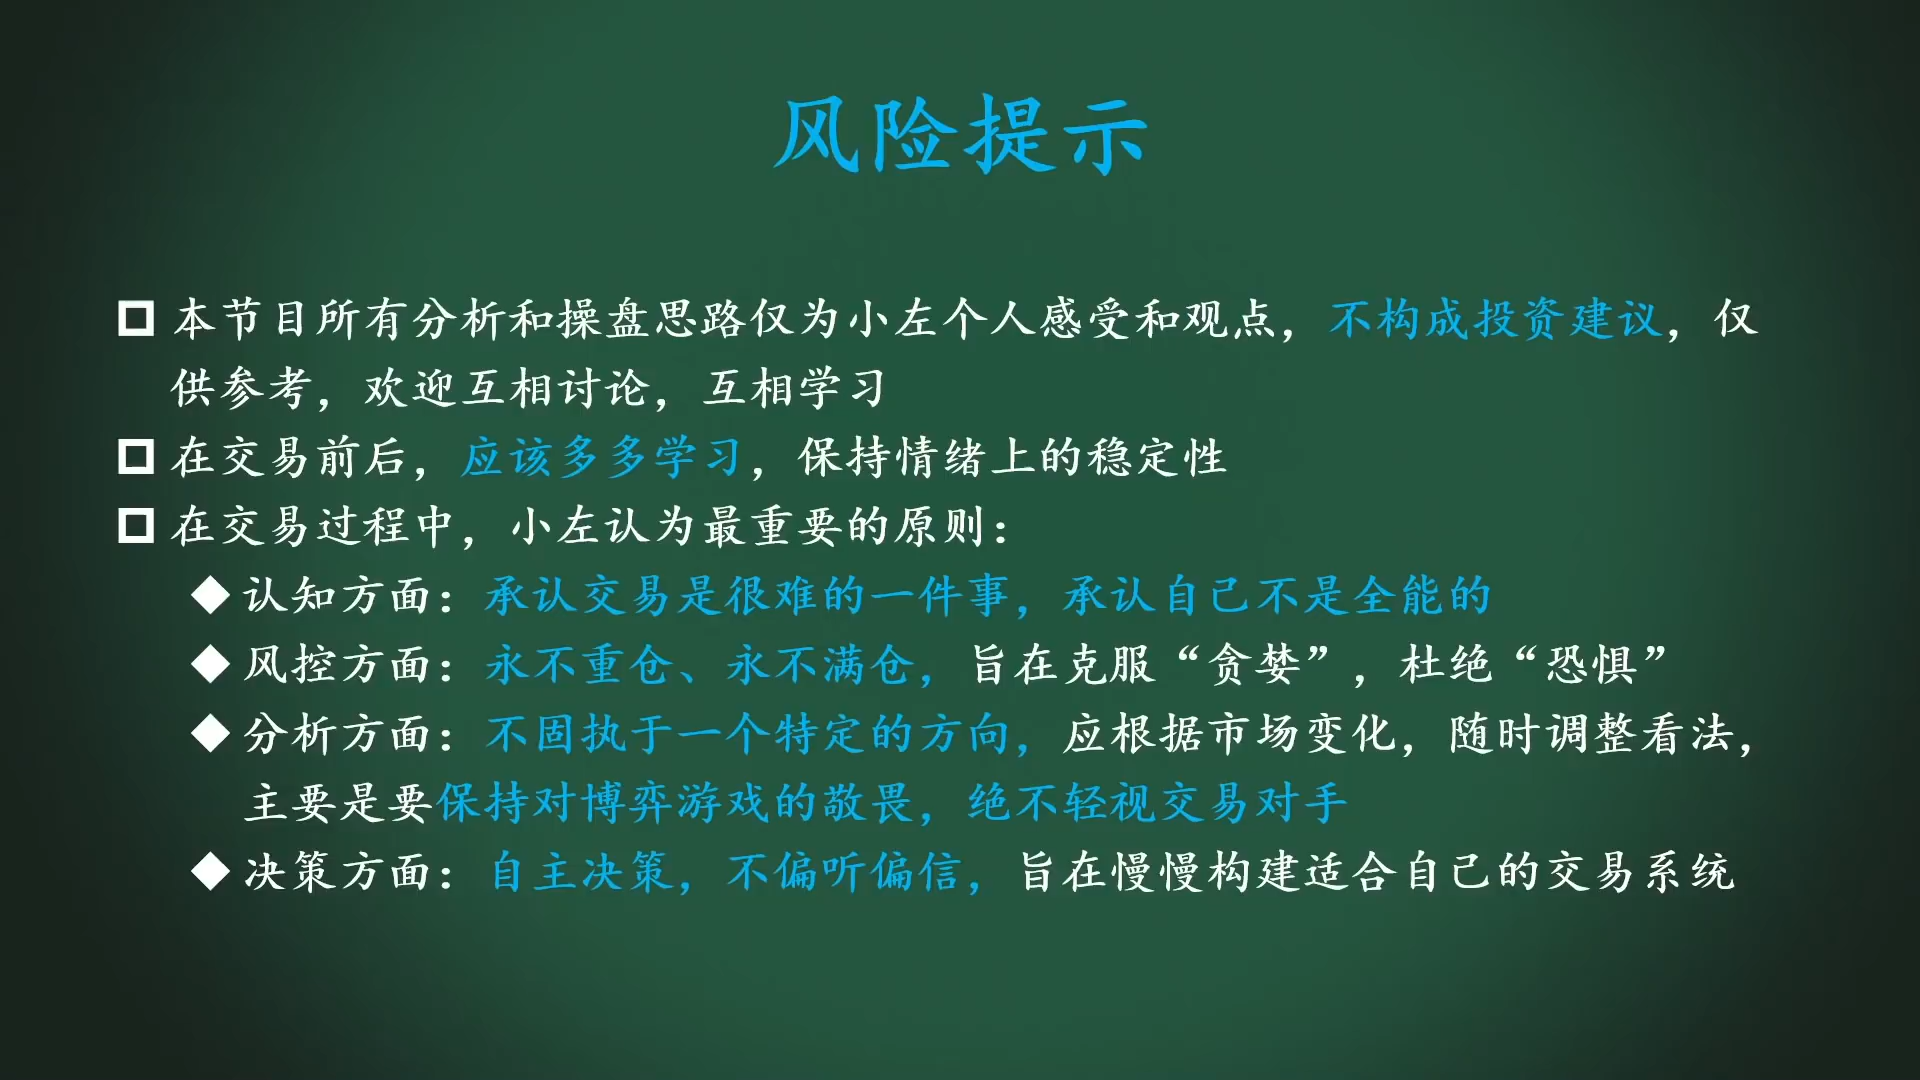 风险提示
本节目所有分析和操盘思路仅为小左个人感受和观点，不构成投资建议，仅
供参考，欢迎互相讨论，互相学习
在交易前后，应该多多学习，保持情绪上的稳定性
在交易过程中，小左认为最重要的原则：
认知方面：承认交易是很难的一件事，承认自己不是全能的
风控方面：永不重仓、永不满仓，旨在克服“贪婪”，杜绝“恐惧”
分析方面：不固执于一个特定的方向，应根据市场变化，随时调整看法，
主要是要保持对博弈游戏的敬畏，绝不轻视交易对手
决策方面：自主决策，不偏听偏信，旨在慢慢构建适合自己的交易系统